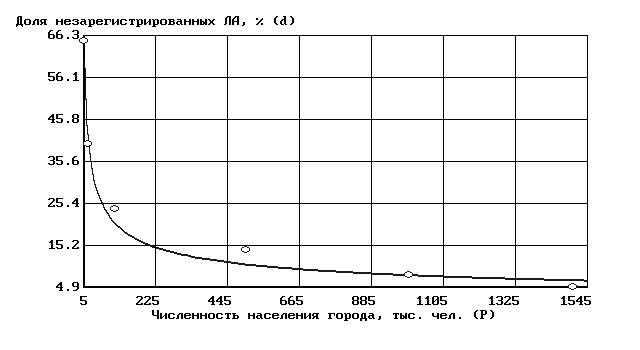 Доля незарегистрированных ЛА, % (d)
66.3
56.1
45.8
35.6
25.4
15.2
4.9
5 225 445 665 885 1105 1325 1545
Численность населения города, тыс. чел. (P)